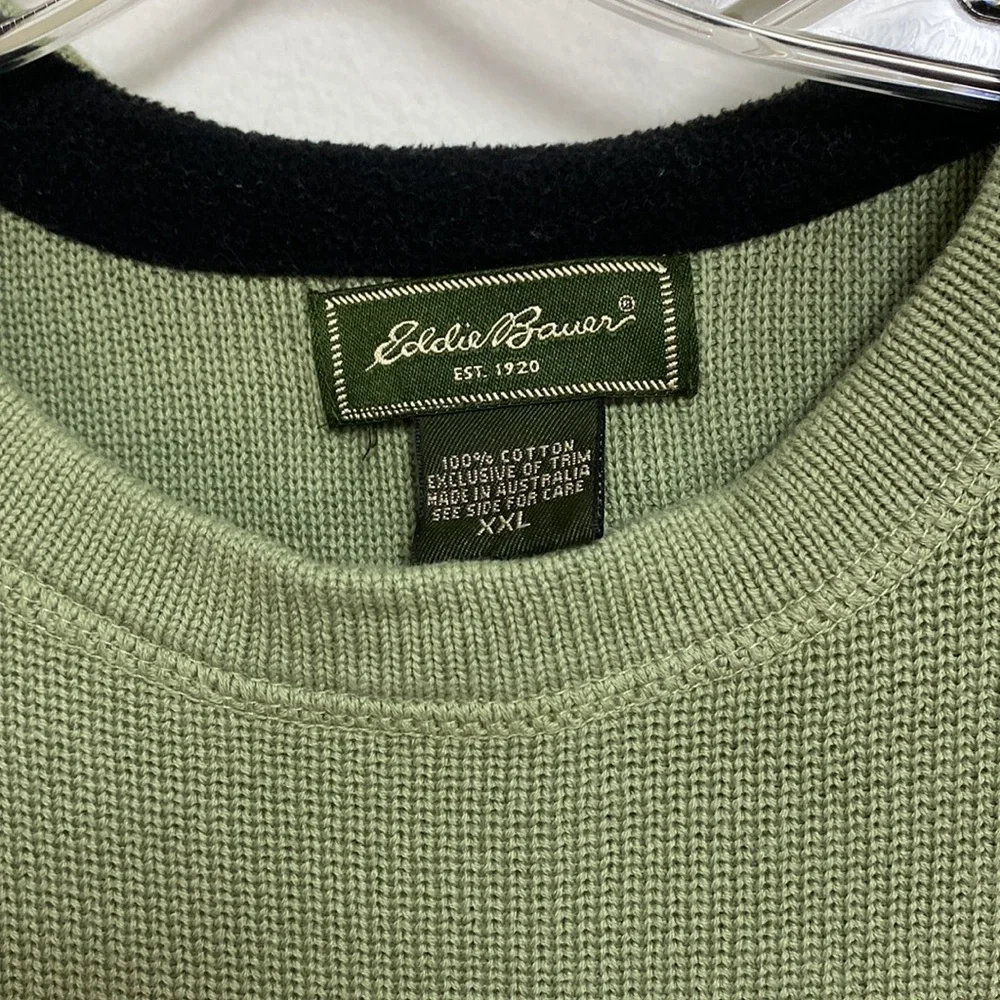 Eddie Bauer®
EST. 1920
100% COTTON
EXCLUSIVE OF TRIM
MADE IN AUSTRALIA
SEE SIDE FOR CARE
XXL